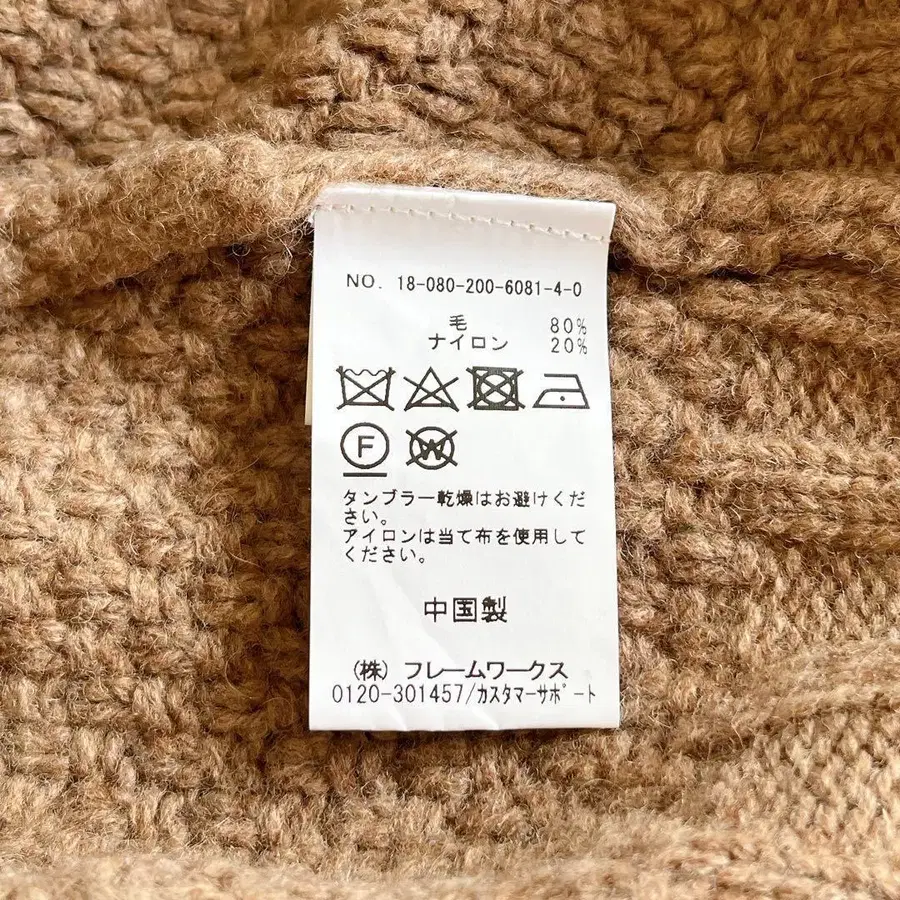 NO. 18-080-200-6081-4-0
毛 80%
ナイロン 20%
F W
タンブラー乾燥はお避けくだ
さい。
アイロンは当て布を使用して
ください。
中国製
(株) フレームワークス
0120-301457/カスタマーサポート